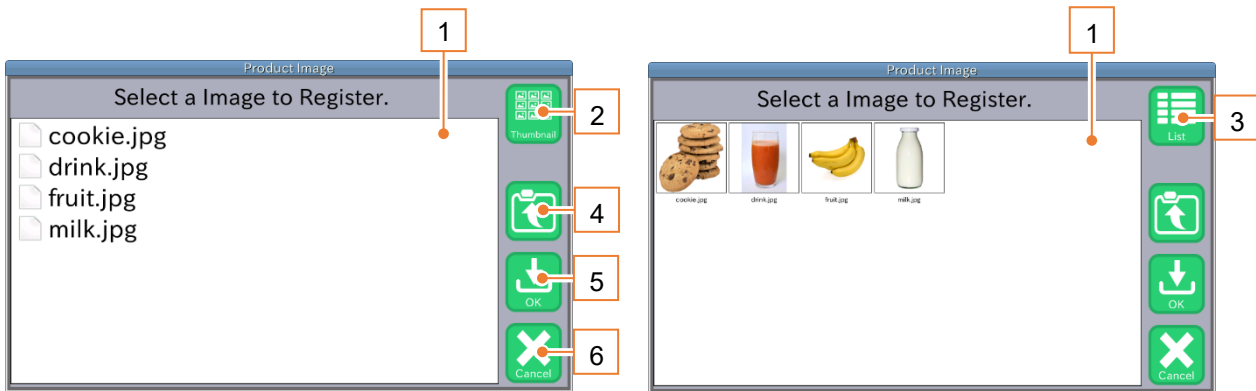 1
Product Image
Select a Image to Register.
cookie.jpg
drink.jpg
fruit.jpg
milk.jpg
Thumbnail
2
4
OK
5
Cancel
6
1
Product Image
Select a Image to Register.
cookie.jpg drink.jpg fruit.jpg milk.jpg
List
3
OK
Cancel